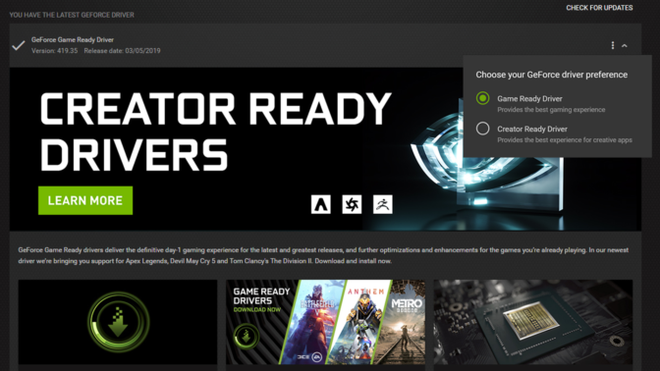 CHECK FOR UPDATES
YOU HAVE THE LATEST GEFORCE DRIVER
GeForce Game Ready Driver
Version: 419.35 Release date: 03/05/2019
Choose your GeForce driver preference
Game Ready Driver
Provides the best gaming experience
Creator Ready Driver
Provides the best experience for creative apps
CREATOR READY
DRIVERS
LEARN MORE
GeForce Game Ready drivers deliver the definitive day-1 gaming experience for the latest and greatest releases, and further optimizations and enhancements for the games you're already playing. In our newest
driver we're bringing you support for Apex Legends, Devil May Cry 5 and Tom Clancy's The Division II. Download and install now.
GAME READY
DRIVERS
DOWNLOAD NOW
ANTHEM
METRO
EXODUS
DICE EA